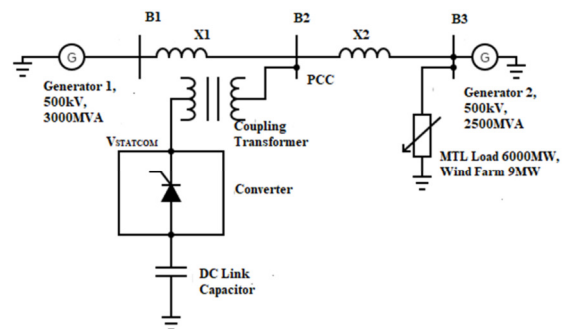 B1
X1
B2
X2
B3
G
G
Generator 1,
500kV,
3000MVA
PCC
Generator 2,
500kV,
2500MVA
Coupling
Transformer
VSTATCOM
MTL Load 6000MW,
Wind Farm 9MW
Converter
DC Link
Capacitor